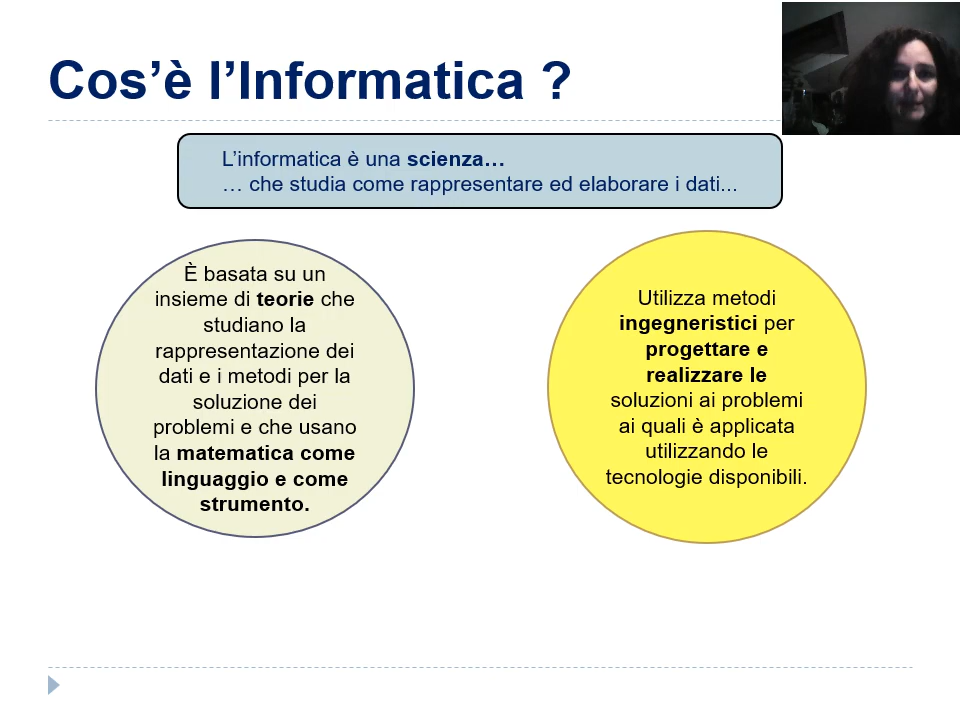 Cos’è l’Informatica ?
L’informatica è una scienza…
… che studia come rappresentare ed elaborare i dati...
È basata su un
insieme di teorie che
studiano la
rappresentazione dei
dati e i metodi per la
soluzione dei
problemi e che usano
la matematica come
linguaggio e come
strumento.
Utilizza metodi
ingegneristici per
progettare e
realizzare le
soluzioni ai problemi
ai quali è applicata
utilizzando le
tecnologie disponibili.